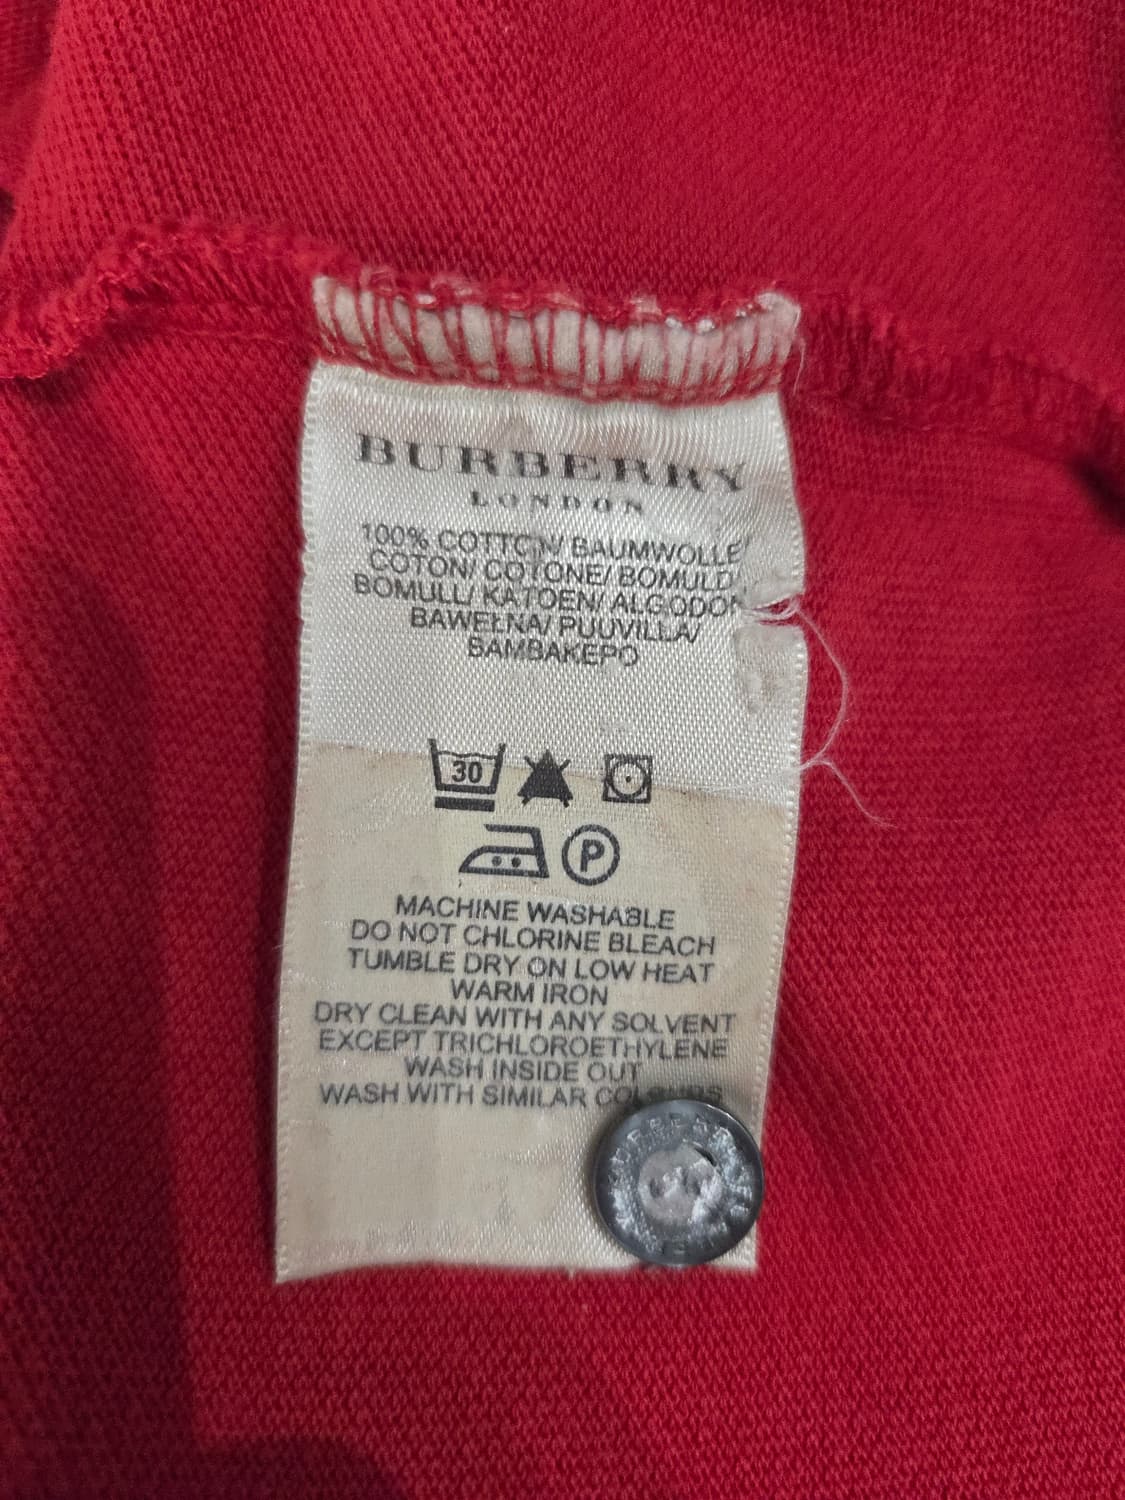 BURBERRY
LONDON
100% COTTON/ BAUMWOLLE/
COTON/ COTONE/ BOMULD/
BOMULL/ KATOEN/ ALGODON
BAWEŁNA/ PUUVILLA/
ΒΑΜΒΑΚΕΡΟ
30
P
MACHINE WASHABLE
DO NOT CHLORINE BLEACH
TUMBLE DRY ON LOW HEAT
WARM IRON
DRY CLEAN WITH ANY SOLVENT
EXCEPT TRICHLOROETHYLENE
WASH INSIDE OUT
WASH WITH SIMILAR COLOURS